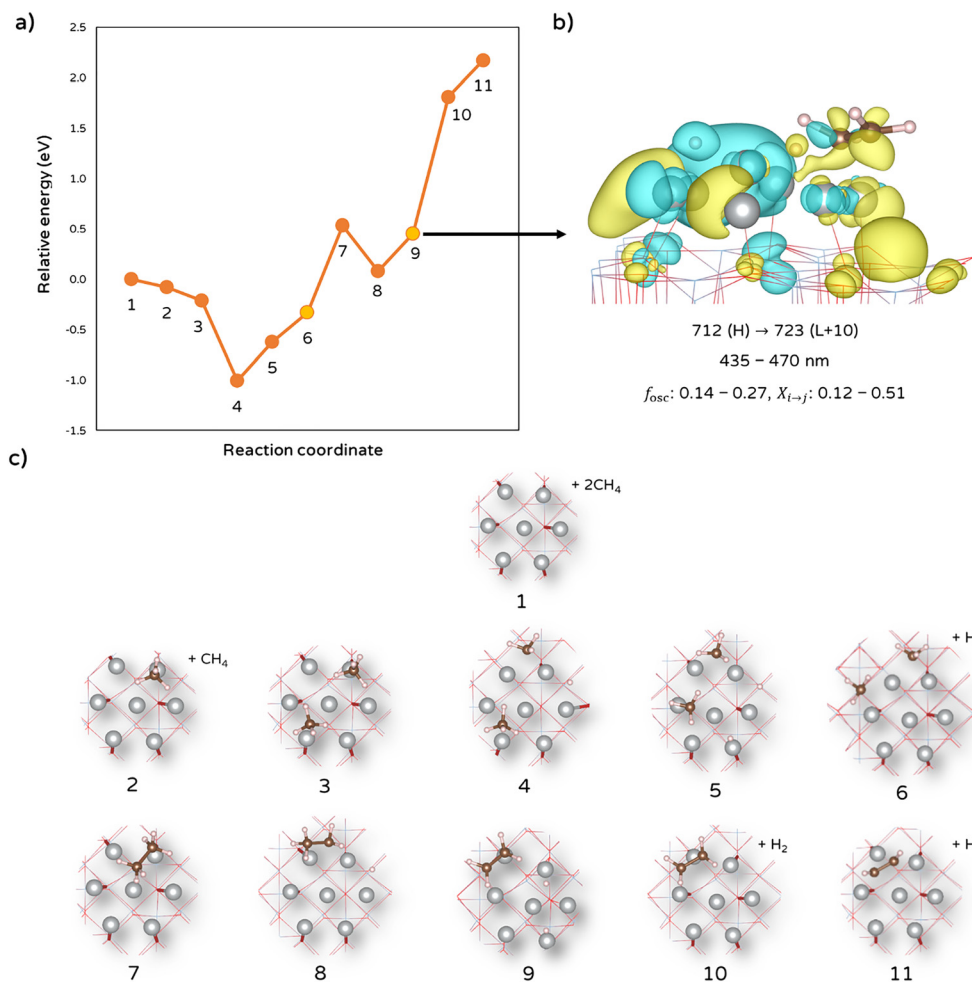 a)
b)
2.5
2.0
1.5
1.0
0.5
0.0
-0.5
-1.0
-1.5
Relative energy (eV)
1
2
3
4
5
6
7
8
9
10
11
Reaction coordinate
712 (H) → 723 (L+10)
435 – 470 nm
f_osc: 0.14 – 0.27, X_i→j: 0.12 – 0.51
c)
+ 2CH₄
1
+ CH₄
+ H
2
3
4
5
6
+ H₂
+ H
7
8
9
10
11